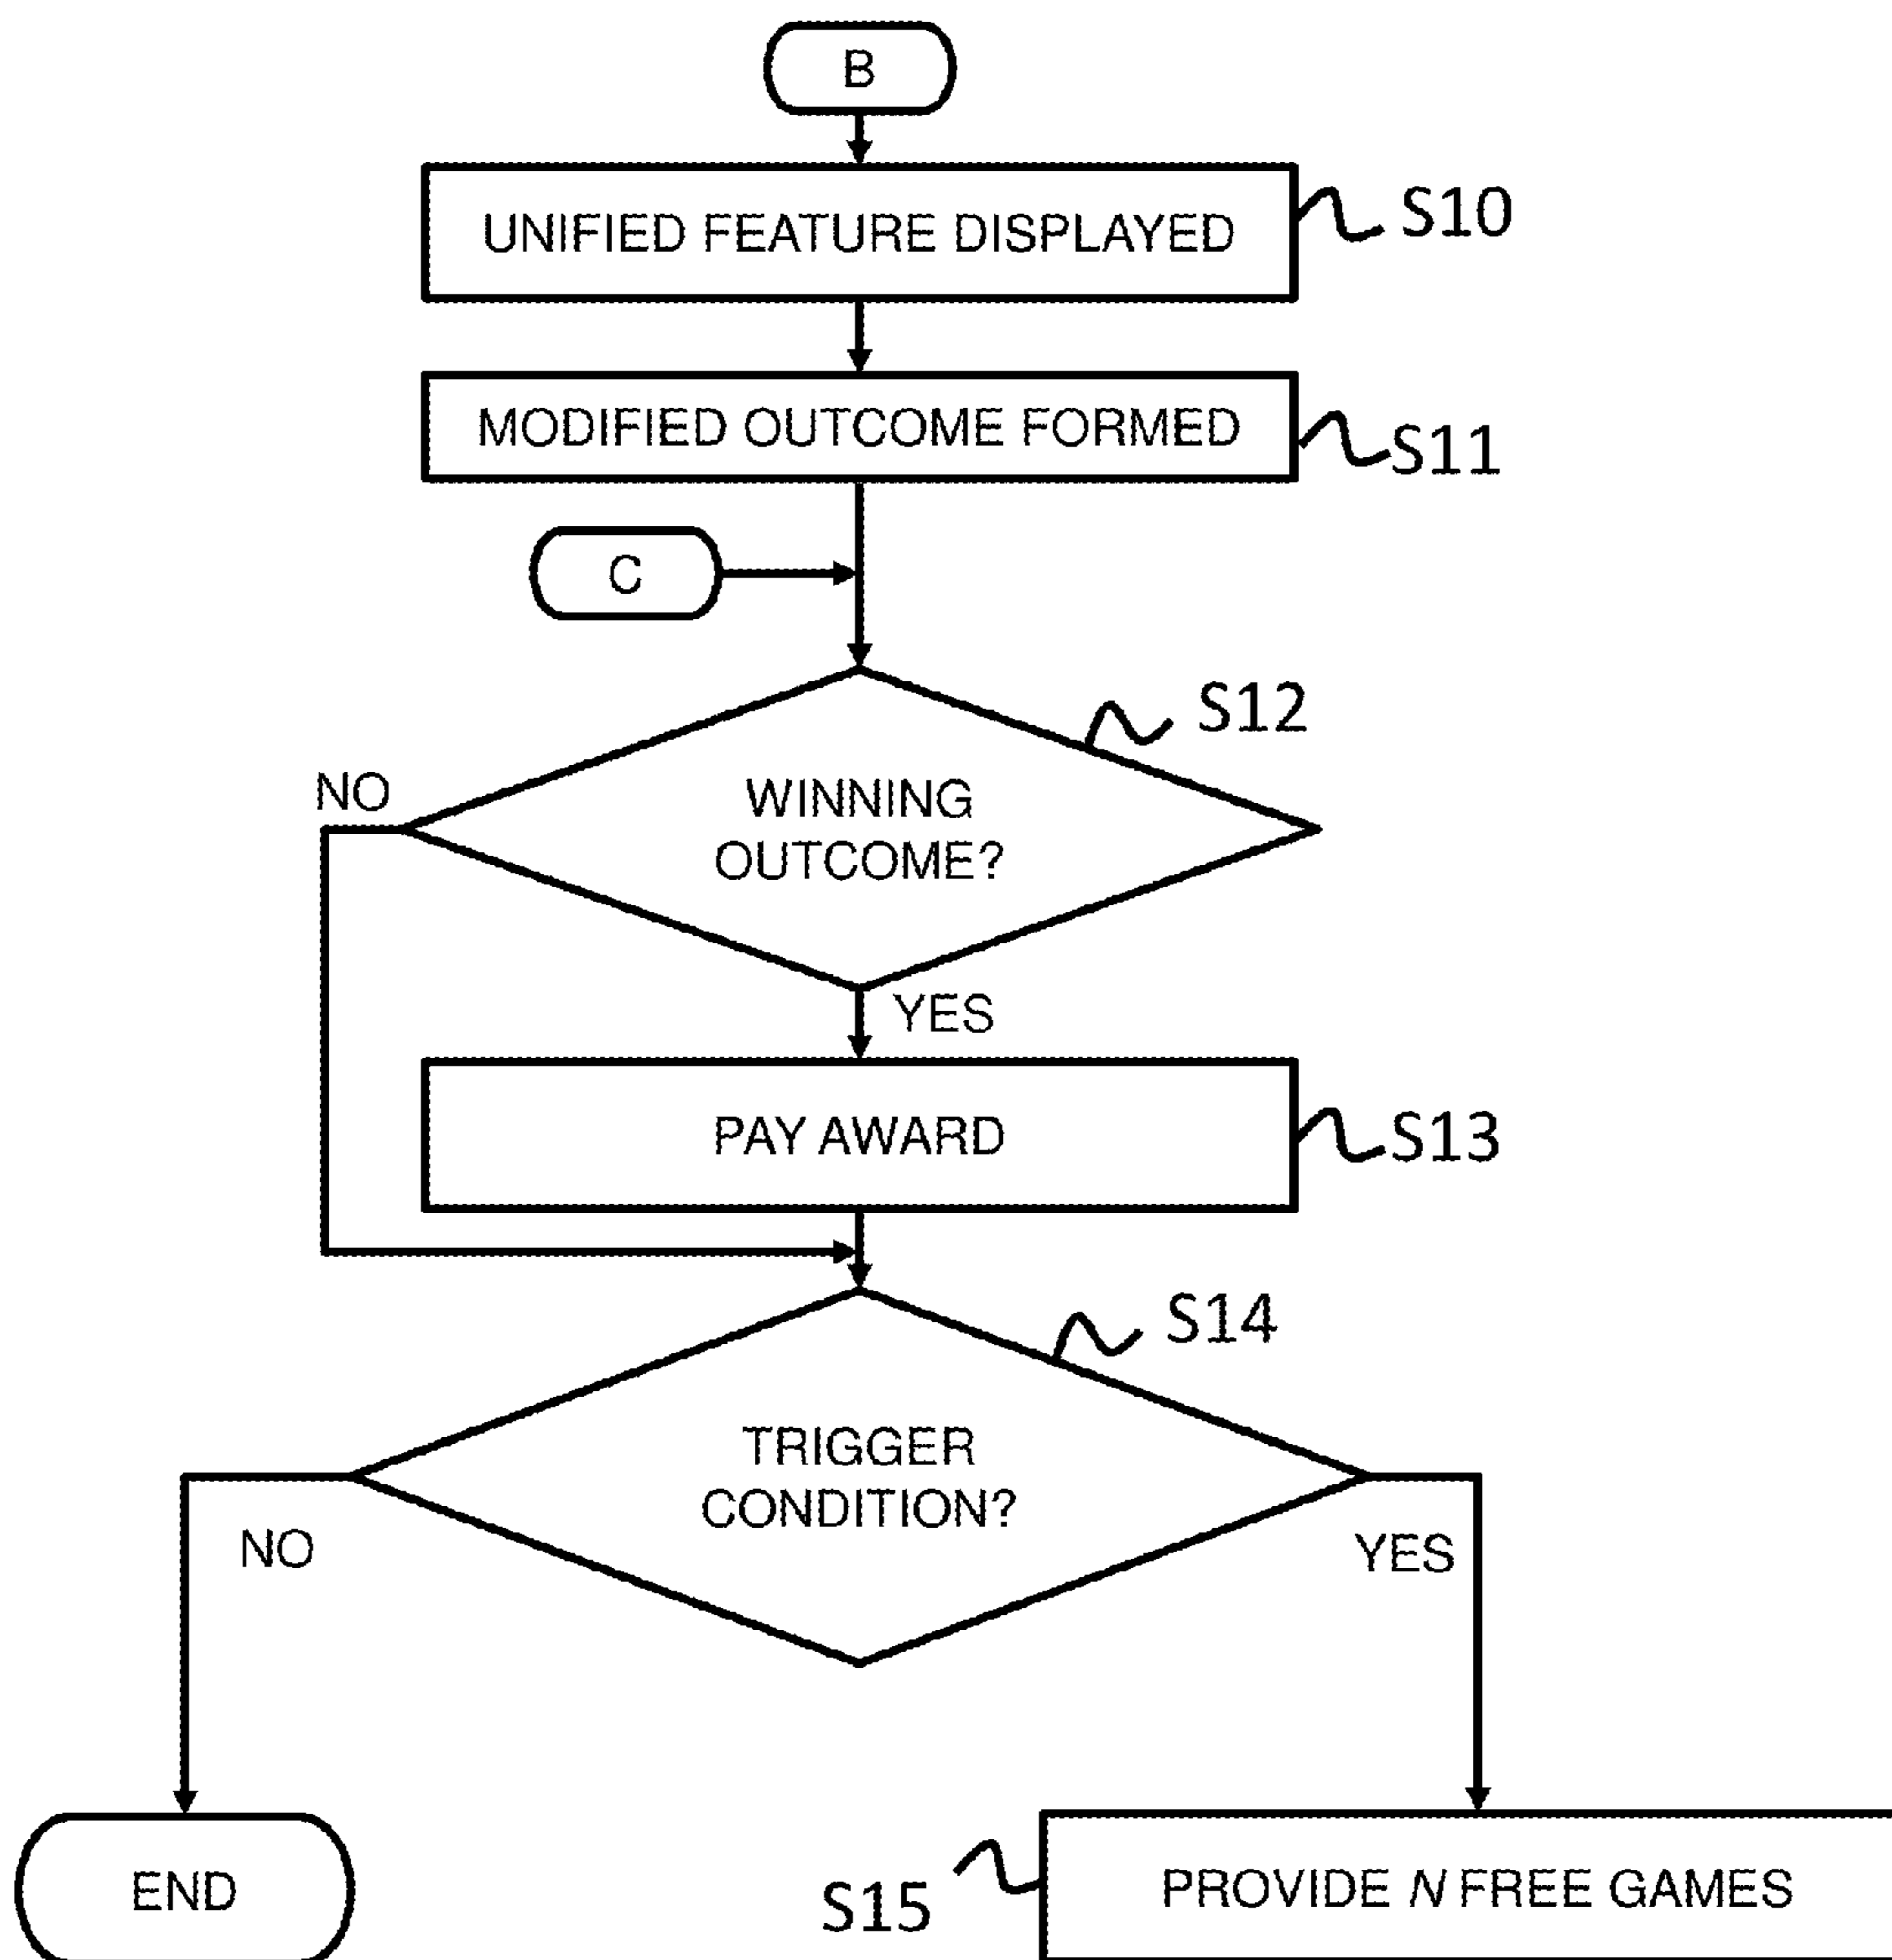 B
UNIFIED FEATURE DISPLAYED
S10
MODIFIED OUTCOME FORMED
S11
C
S12
NO
WINNING
OUTCOME?
YES
PAY AWARD
S13
S14
TRIGGER
CONDITION?
NO
YES
END
S15
PROVIDE N FREE GAMES